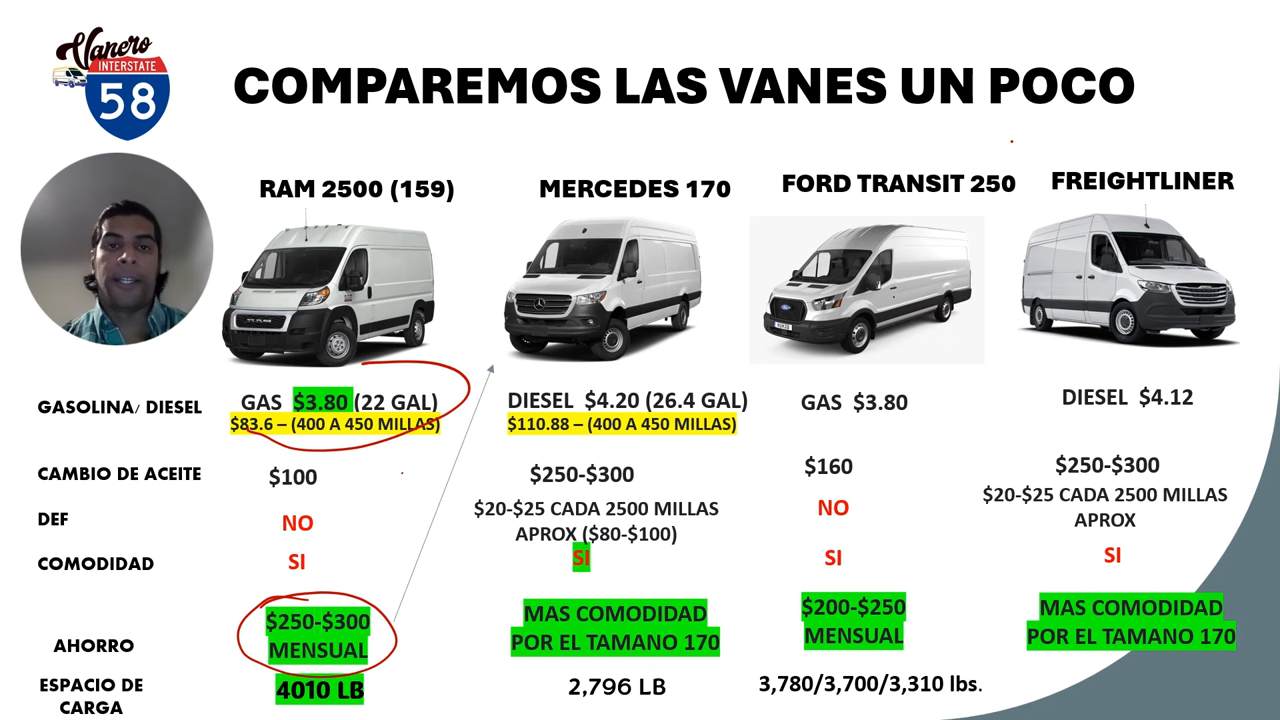 Vanero
INTERSTATE
58
COMPAREMOS LAS VANES UN POCO
RAM 2500 (159)
MERCEDES 170
FORD TRANSIT 250
FREIGHTLINER
GASOLINA/ DIESEL
GAS $3.80 (22 GAL)
$83.6 – (400 A 450 MILLAS)
DIESEL $4.20 (26.4 GAL)
$110.88 – (400 A 450 MILLAS)
GAS $3.80
DIESEL $4.12
CAMBIO DE ACEITE
$100
$250-$300
$160
$250-$300
DEF
NO
$20-$25 CADA 2500 MILLAS
APROX ($80-$100)
NO
$20-$25 CADA 2500 MILLAS
APROX
COMODIDAD
SI
SI
SI
SI
AHORRO
$250-$300
MENSUAL
MAS COMODIDAD
POR EL TAMANO 170
$200-$250
MENSUAL
MAS COMODIDAD
POR EL TAMANO 170
ESPACIO DE
CARGA
4010 LB
2,796 LB
3,780/3,700/3,310 lbs.